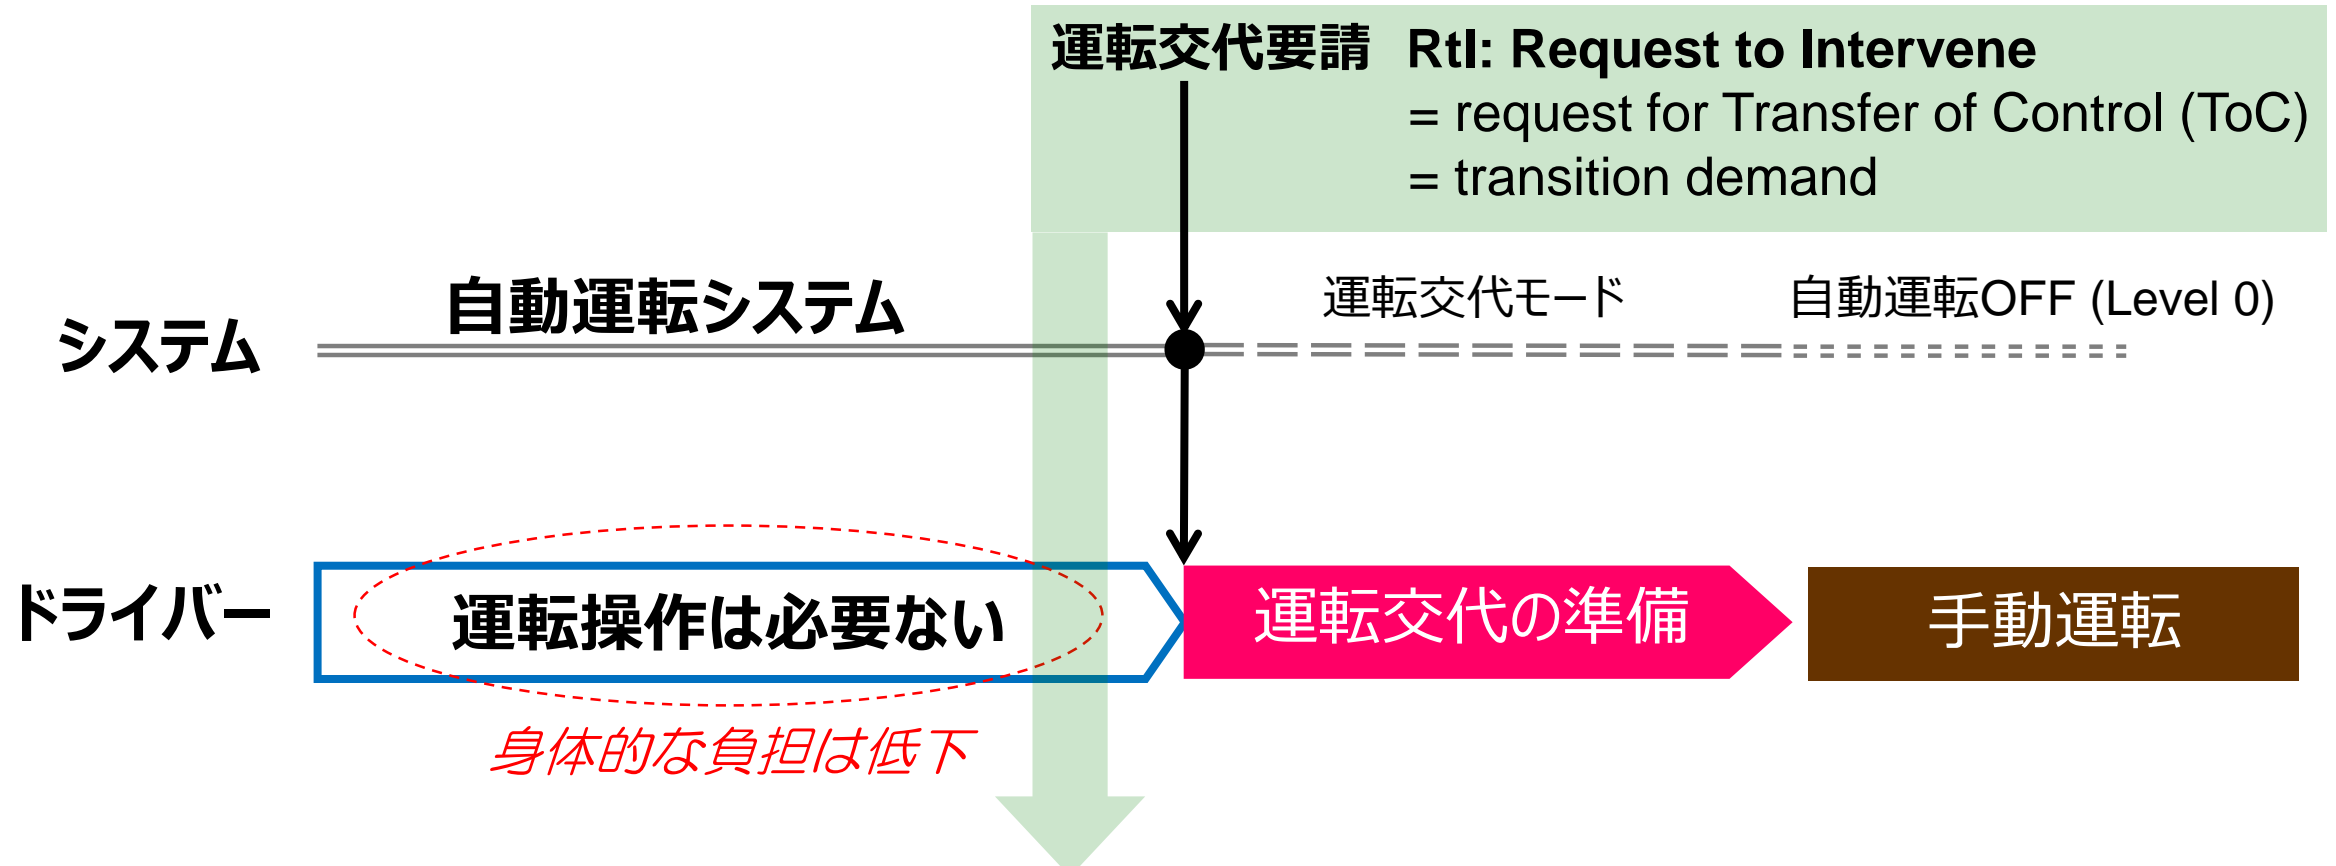 運転交代要請 RtI: Request to Intervene
= request for Transfer of Control (ToC)
= transition demand
システム
自動運転システム
運転交代モード
自動運転OFF (Level 0)
ドライバー
運転操作は必要ない
運転交代の準備
手動運転
身体的な負担は低下